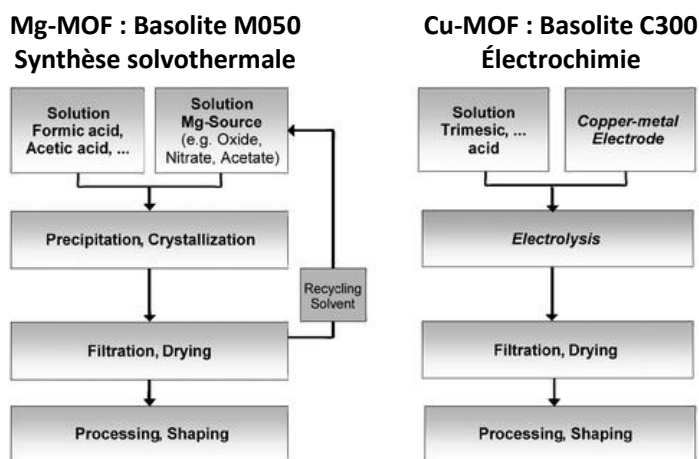 Mg-MOF : Basolite M050
Synthèse solvothermale
Solution
Formic acid,
Acetic acid, ...
Solution
Mg-Source
(e.g. Oxide,
Nitrate, Acetate)
Precipitation, Crystallization
Recycling
Solvent
Filtration, Drying
Processing, Shaping
Cu-MOF : Basolite C300
Électrochimie
Solution
Trimesic, ...
acid
Copper-metal
Electrode
Electrolysis
Filtration, Drying
Processing, Shaping